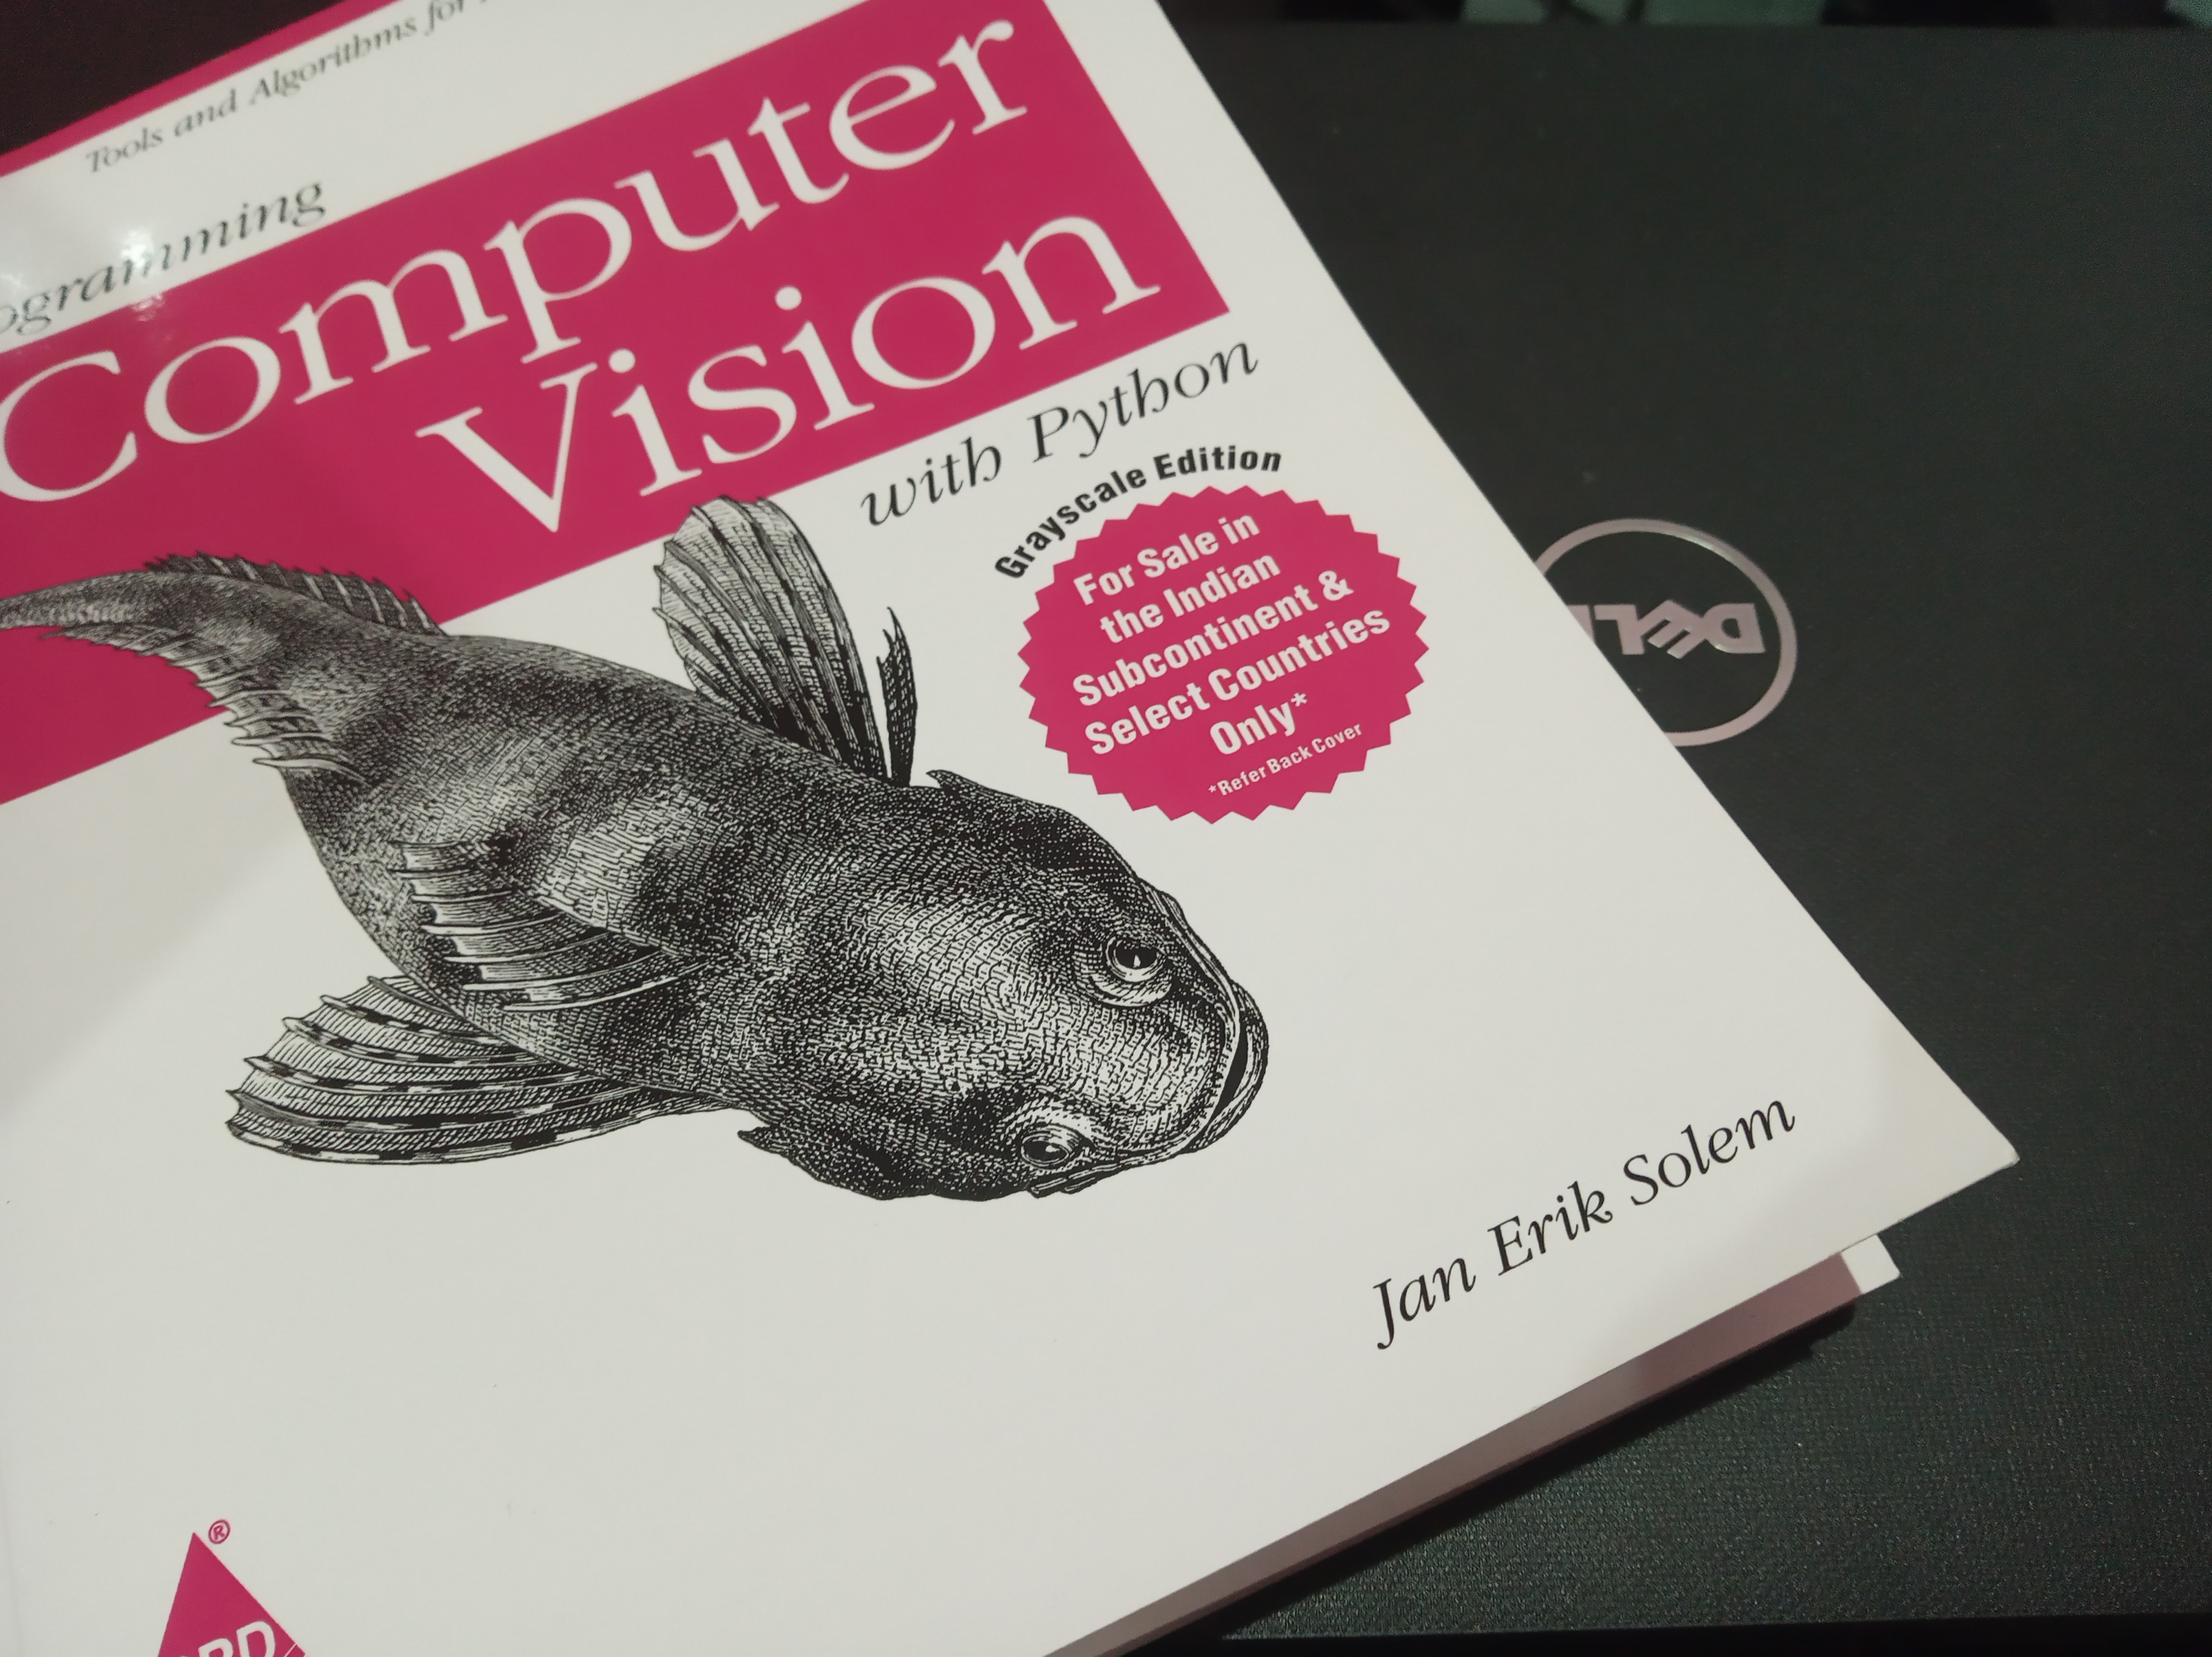 Tools and Algorithms for
ogramming
Computer
Vision
with Python
Grayscale Edition
For Sale in
the Indian
Subcontinent &
Select Countries
Only*
*Refer Back Cover
DELL
Jan Erik Solem
®